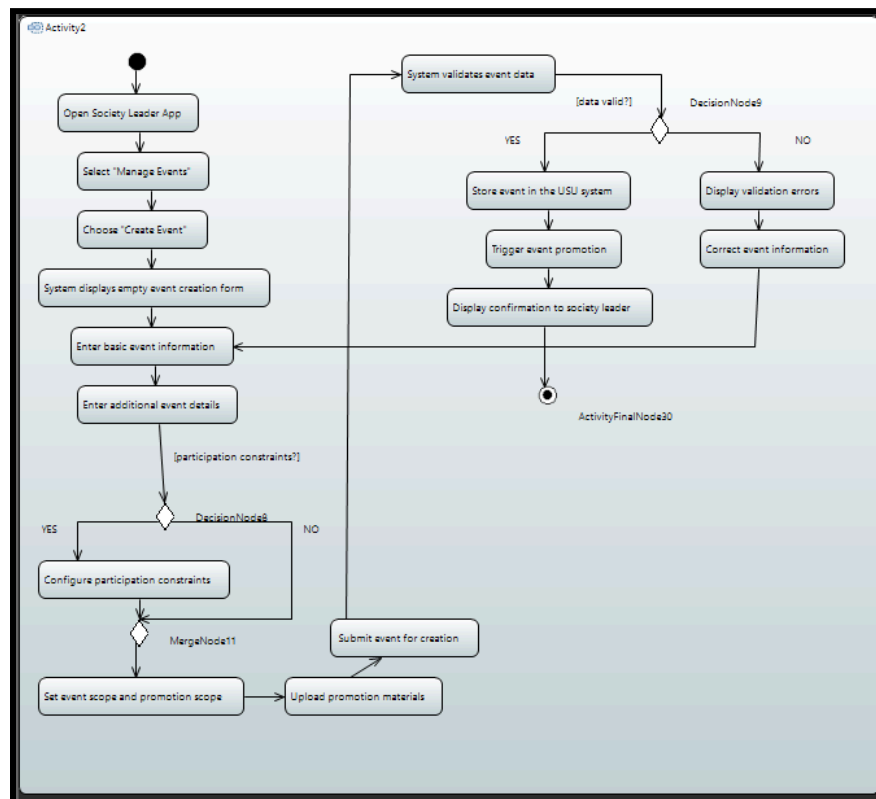 Activity2
Open Society Leader App
Select "Manage Events"
Choose "Create Event"
System displays empty event creation form
Enter basic event information
Enter additional event details
[participation constraints?]
DecisionNode8
YES
NO
Configure participation constraints
MergeNode11
Set event scope and promotion scope
Upload promotion materials
Submit event for creation
System validates event data
[data valid?]
DecisionNode9
YES
NO
Store event in the USU system
Display validation errors
Trigger event promotion
Correct event information
Display confirmation to society leader
ActivityFinalNode30